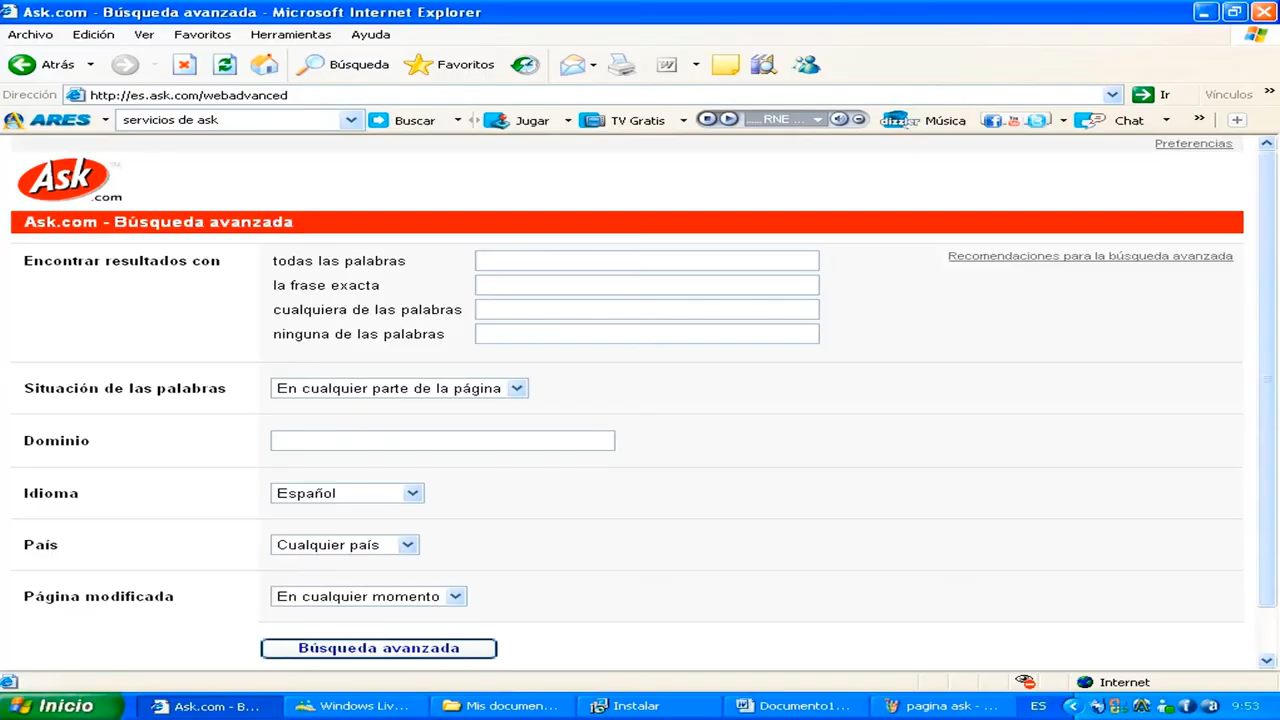 Ask.com - Búsqueda avanzada - Microsoft Internet Explorer
Archivo Edición Ver Favoritos Herramientas Ayuda
Atrás Búsqueda Favoritos
Dirección http://es.ask.com/webadvanced Ir Vínculos »
ARES servicios de ask Buscar Jugar TV Gratis RNE ... dizzler Música Chat »
Preferencias
Ask™
.com
Ask.com - Búsqueda avanzada
Encontrar resultados con todas las palabras Recomendaciones para la búsqueda avanzada
la frase exacta
cualquiera de las palabras
ninguna de las palabras
Situación de las palabras En cualquier parte de la página
Dominio
Idioma Español
País Cualquier país
Página modificada En cualquier momento
Búsqueda avanzada
Internet
Inicio Ask.com - B... Windows Liv... Mis documen... Instalar Documento1... pagina ask - ... ES 9:53